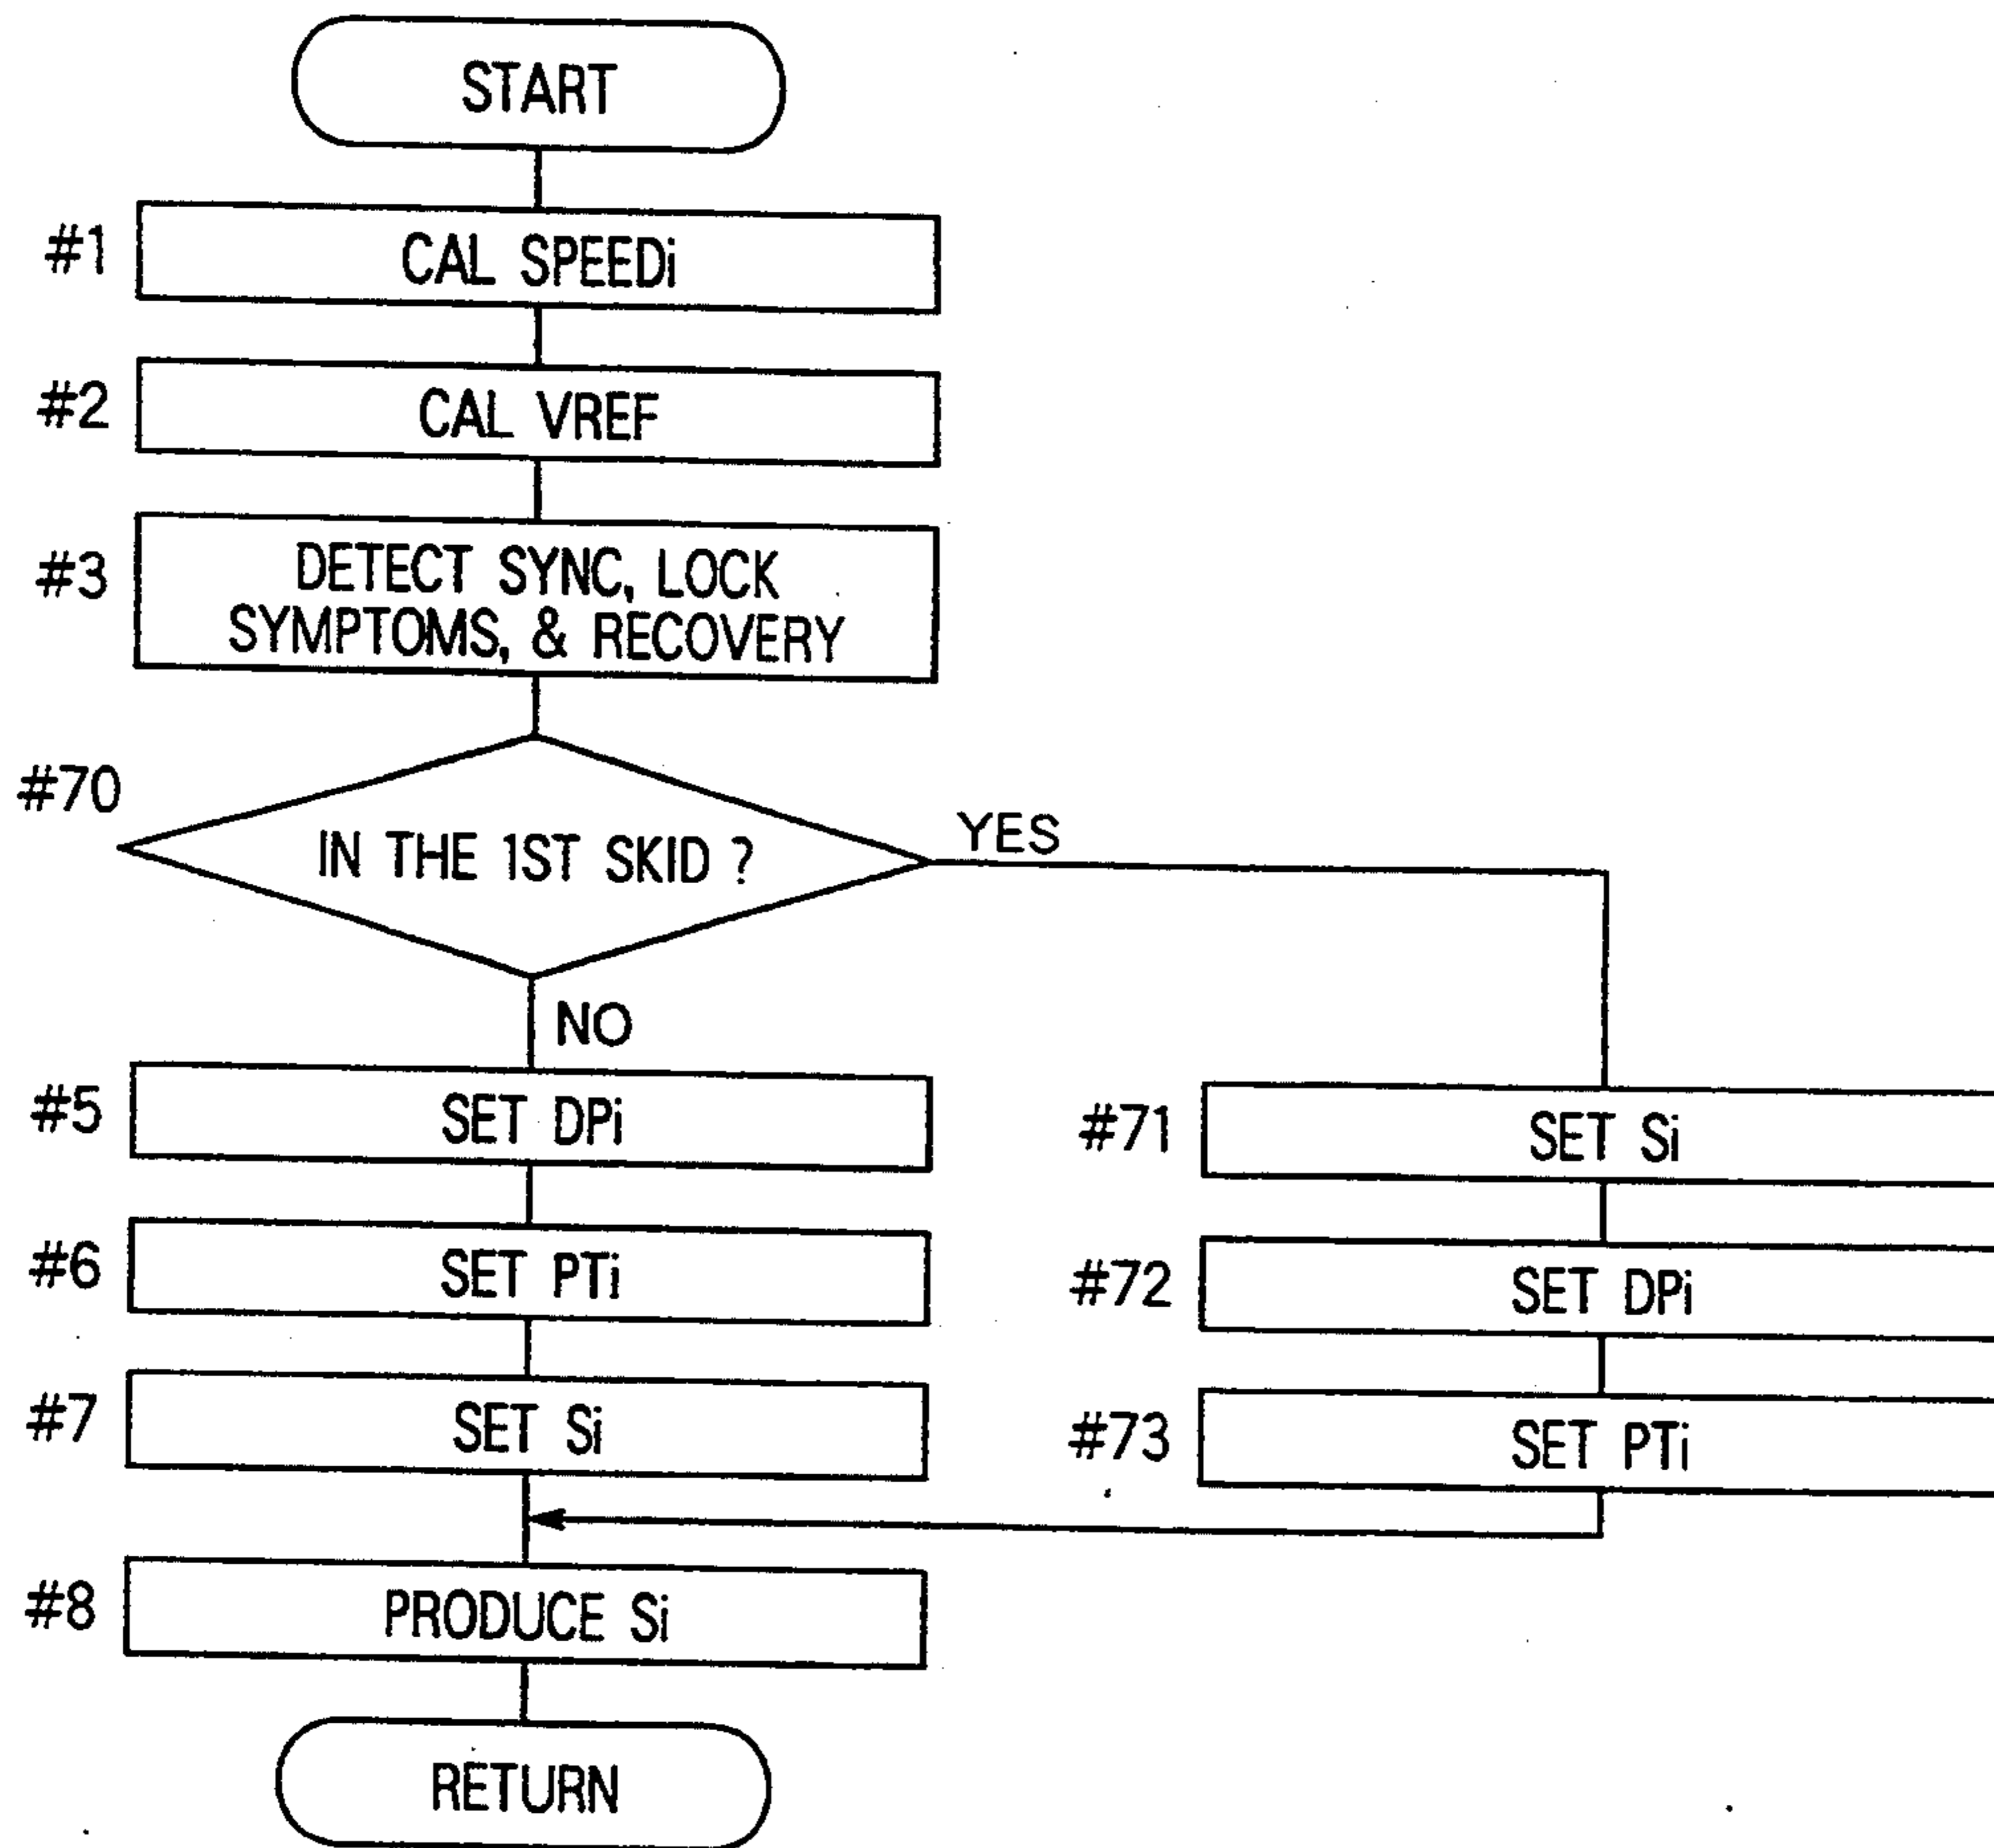 START
#1 CAL SPEEDi
#2 CAL VREF
#3 DETECT SYNC, LOCK
SYMPTOMS, & RECOVERY
#70 IN THE 1ST SKID ?
YES
NO
#5 SET DPi
#6 SET PTi
#7 SET Si
#71 SET Si
#72 SET DPi
#73 SET PTi
#8 PRODUCE Si
RETURN